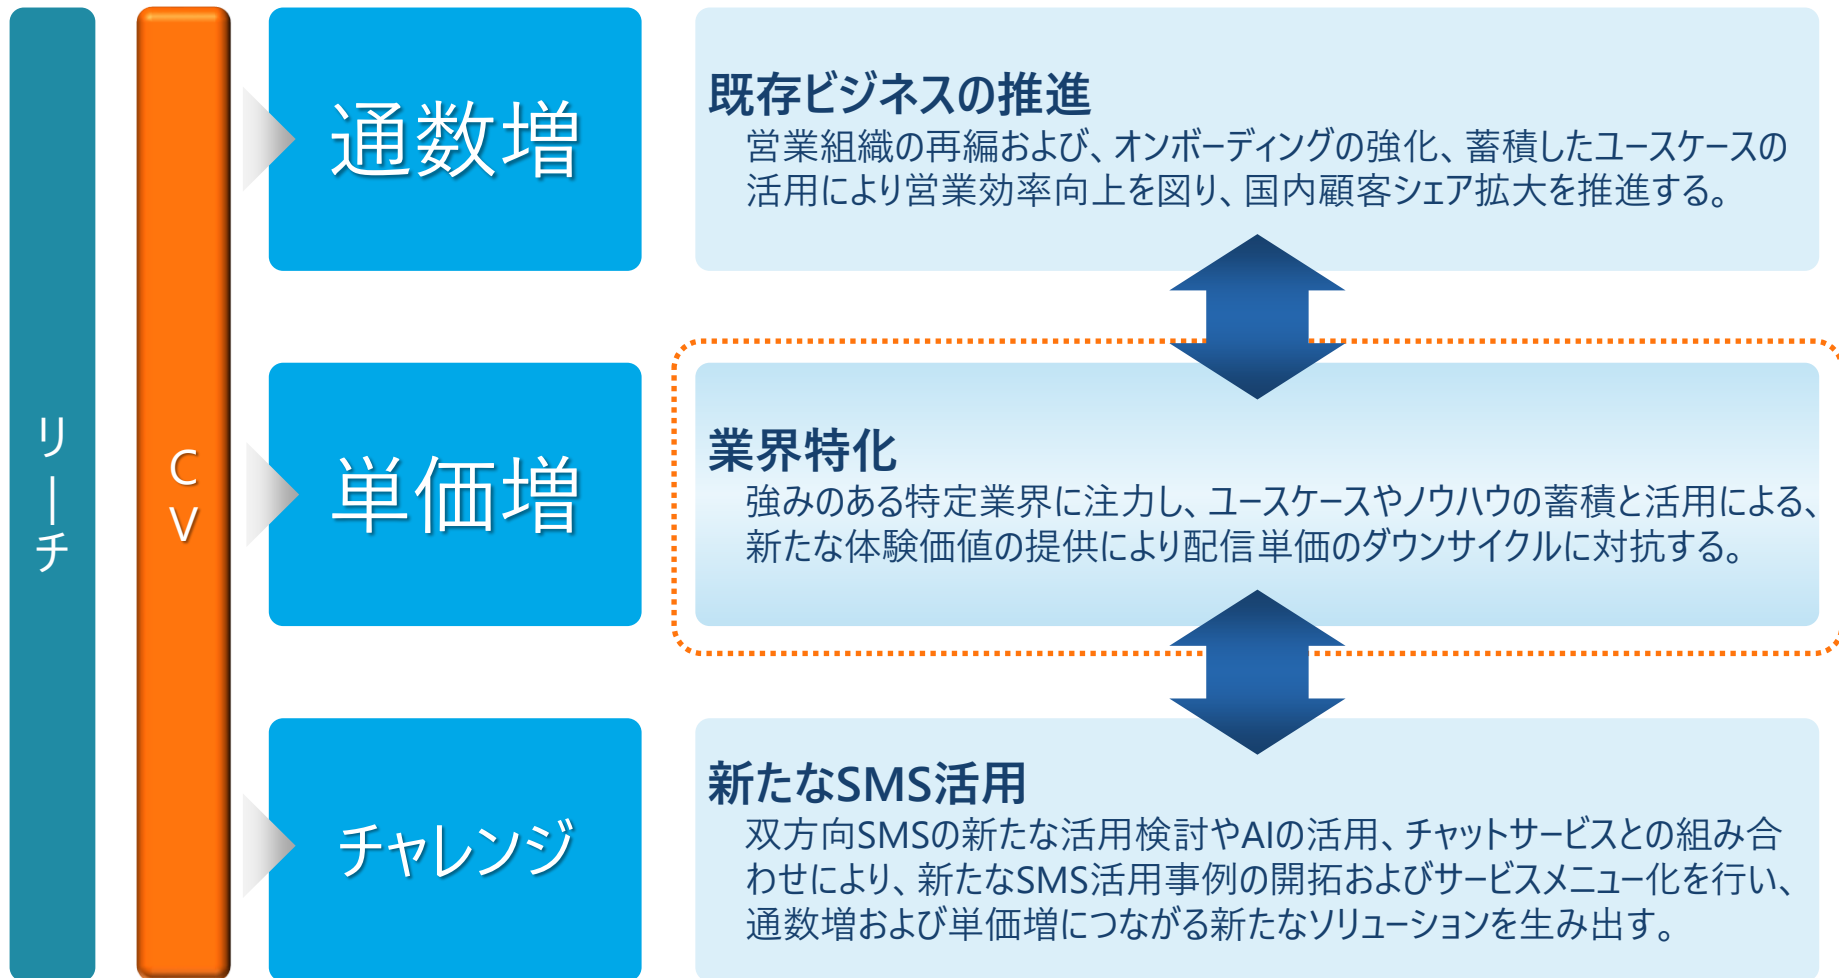 リーチ
CV
通数増
既存ビジネスの推進
営業組織の再編および、オンボーディングの強化、蓄積したユースケースの
活用により営業効率向上を図り、国内顧客シェア拡大を推進する。
単価増
業界特化
強みのある特定業界に注力し、ユースケースやノウハウの蓄積と活用による、
新たな体験価値の提供により配信単価のダウンサイクルに対抗する。
チャレンジ
新たなSMS活用
双方向SMSの新たな活用検討やAIの活用、チャットサービスとの組み合
わせにより、新たなSMS活用事例の開拓およびサービスメニュー化を行い、
通数増および単価増につながる新たなソリューションを生み出す。